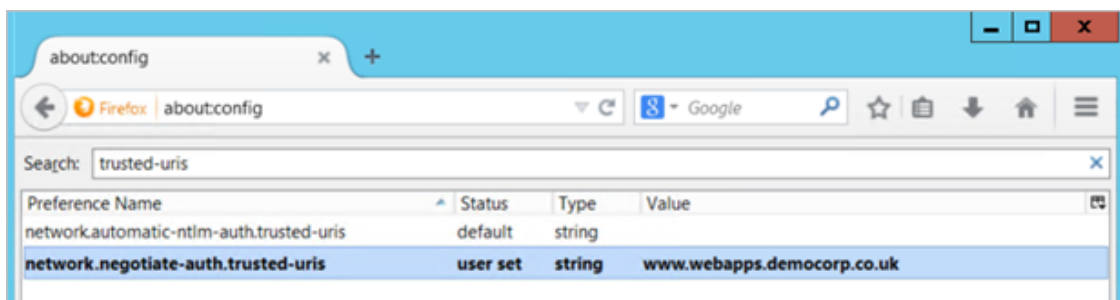 about:config
Firefox about:config Google
Search: trusted-uris
Preference Name Status Type Value
network.automatic-ntlm-auth.trusted-uris default string
network.negotiate-auth.trusted-uris user set string www.webapps.democorp.co.uk